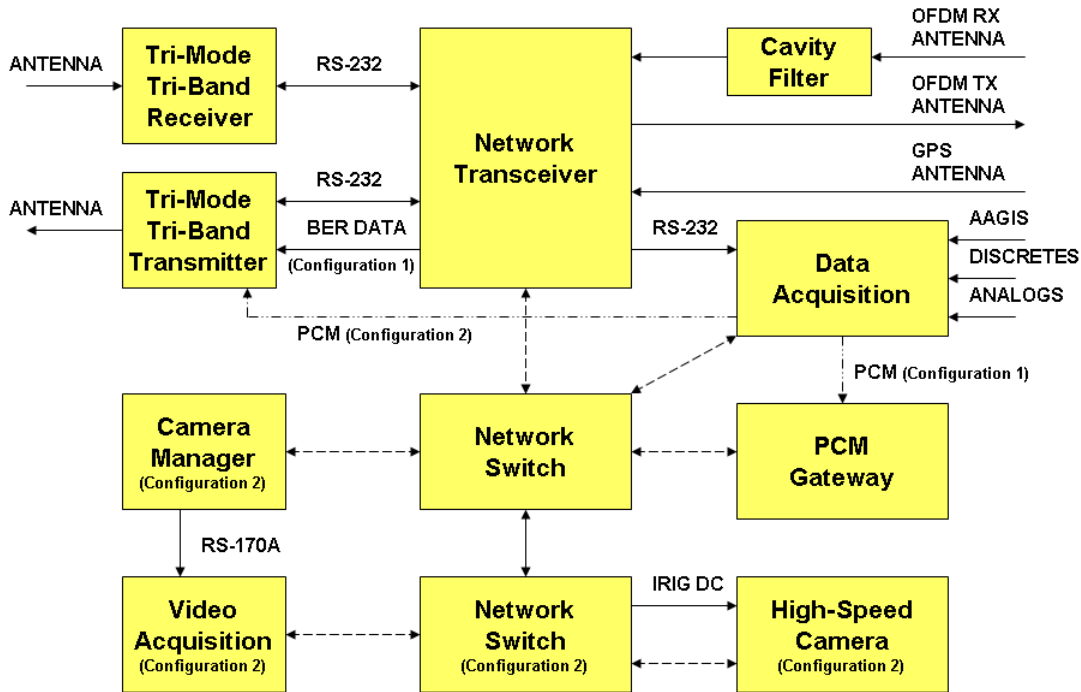 OFDM RX
ANTENNA
ANTENNA
Tri-Mode
Tri-Band
Receiver
RS-232
Network
Transceiver
Cavity
Filter
OFDM TX
ANTENNA
GPS
ANTENNA
ANTENNA
Tri-Mode
Tri-Band
Transmitter
RS-232
BER DATA
(Configuration 1)
RS-232
Data
Acquisition
AAGIS
DISCRETES
ANALOGS
PCM (Configuration 2)
PCM (Configuration 1)
Camera
Manager
(Configuration 2)
Network
Switch
PCM
Gateway
RS-170A
Video
Acquisition
(Configuration 2)
Network
Switch
(Configuration 2)
IRIG DC
High-Speed
Camera
(Configuration 2)